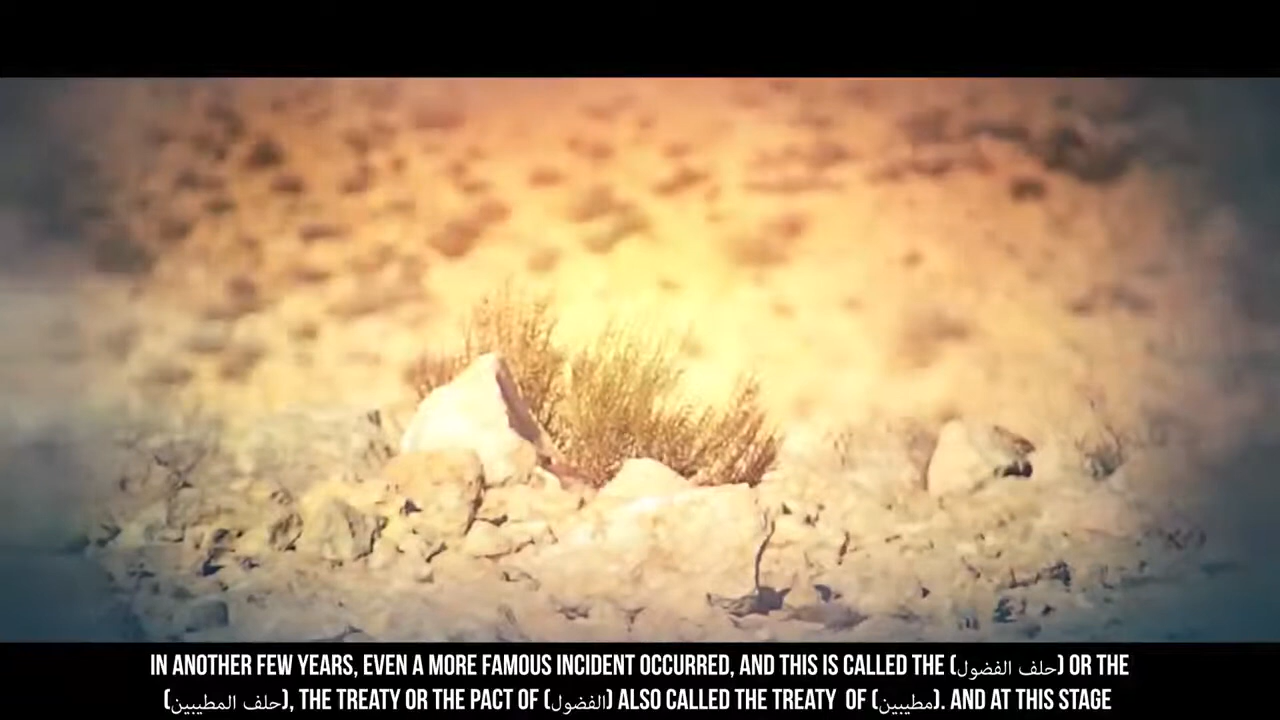 IN ANOTHER FEW YEARS, EVEN A MORE FAMOUS INCIDENT OCCURRED, AND THIS IS CALLED THE (حلف الفضول) OR THE
(حلف المطيبين), THE TREATY OR THE PACT OF (الفضول) ALSO CALLED THE TREATY OF (مطيبين). AND AT THIS STAGE